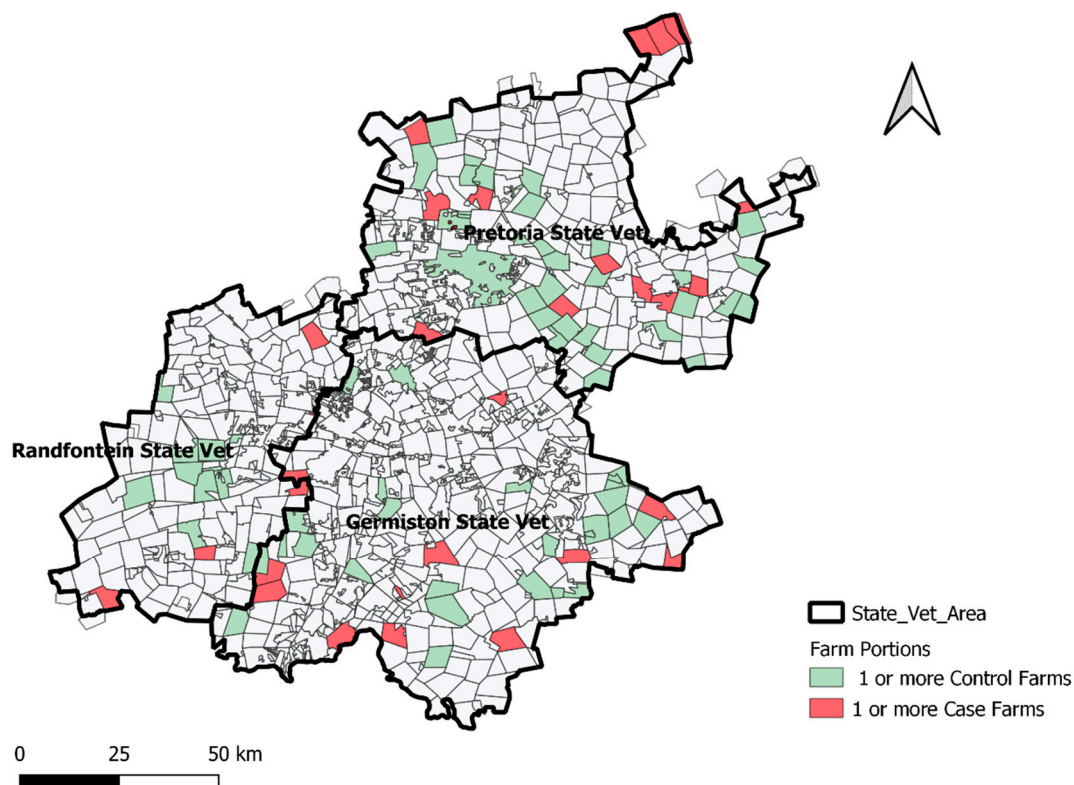 Pretoria State Vet
Randfontein State Vet
Germiston State Vet
State_Vet_Area
Farm Portions
1 or more Control Farms
1 or more Case Farms
0 25 50 km